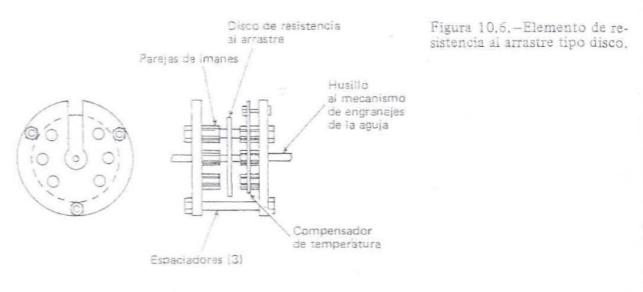 Disco de resistencia
al arrastre
Parejas de imanes
Husillo
al mecanismo
de engranajes
de la aguja
Compensador
de temperatura
Espaciadores (3)
Figura 10.6.—Elemento de re-
sistencia al arrastre tipo disco.